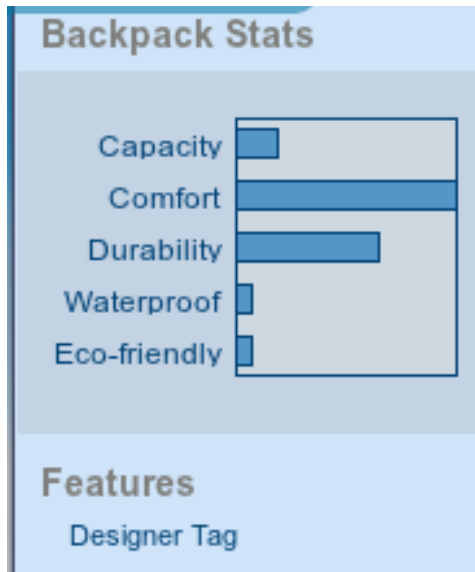 Backpack Stats
Capacity
Comfort
Durability
Waterproof
Eco-friendly
Features
Designer Tag